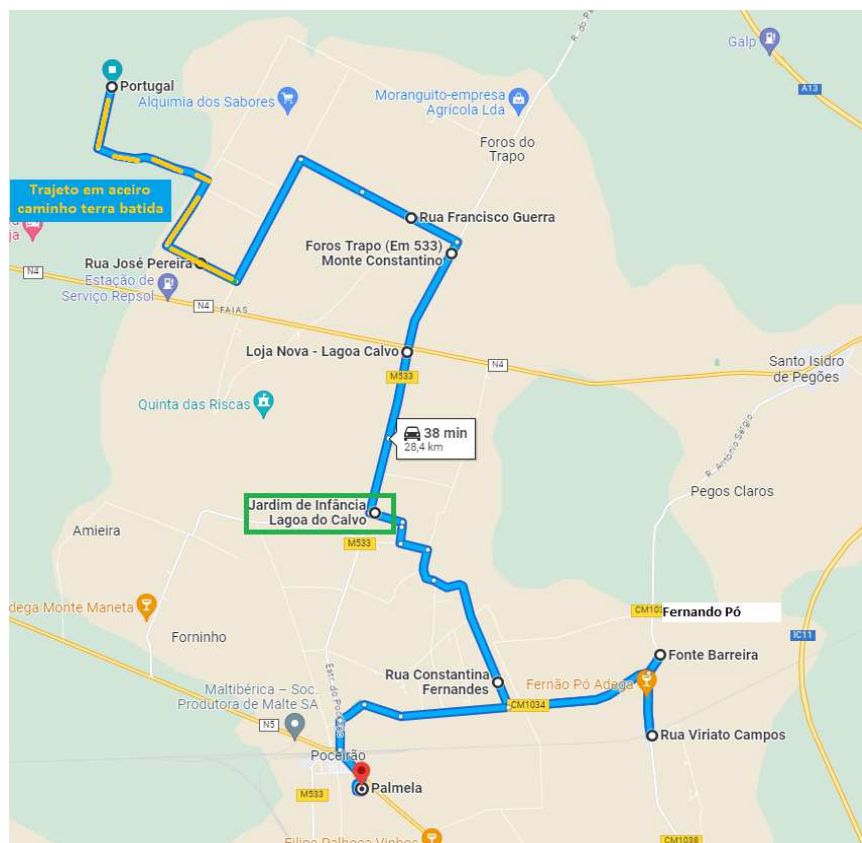 Galp
A13
Portugal
Alquimia dos Sabores
Moranguito-empresa
Agrícola Lda
Foros do
Trapo
Trajeto em aceiro
caminho terra batida
Rua Francisco Guerra
Foros Trapo (Em 533)
Monte Constantino
Rua José Pereira
N4
Estação de
Serviço Repsol
N4
FAIAS
Loja Nova - Lagoa Calvo
N4
M533
Santo Isidro
de Pegões
Quinta das Riscas
38 min
28,4 km
R. António Sérgio
Pegos Claros
Jardim de Infância
Lagoa do Calvo
Amieira
M533
dega Monte Maneta
Forninho
Fernando Pó
IC11
Fonte Barreira
Rua Constantina
Fernandes
Fernão Pó Adega
Maltibérica – Soc.
Produtora de Malte SA
CM1034
N5
Rua Viriato Campos
Poceirão
Palmela
M533
CM1038